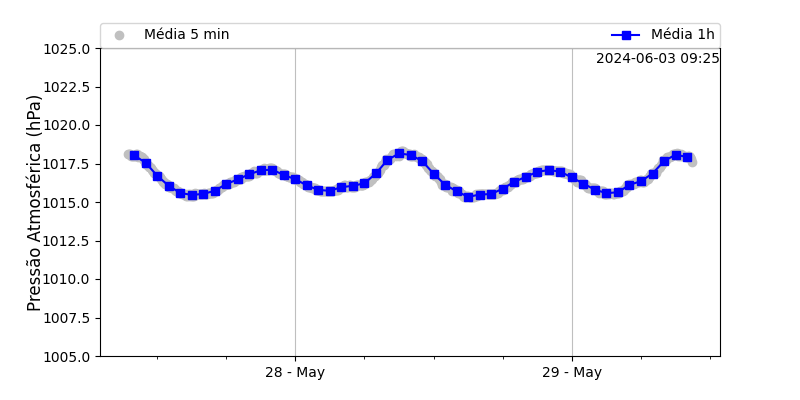 Média 5 min
Média 1h
2024-06-03 09:25
Pressão Atmosférica (hPa)
1025.0
1022.5
1020.0
1017.5
1015.0
1012.5
1010.0
1007.5
1005.0
28 - May
29 - May